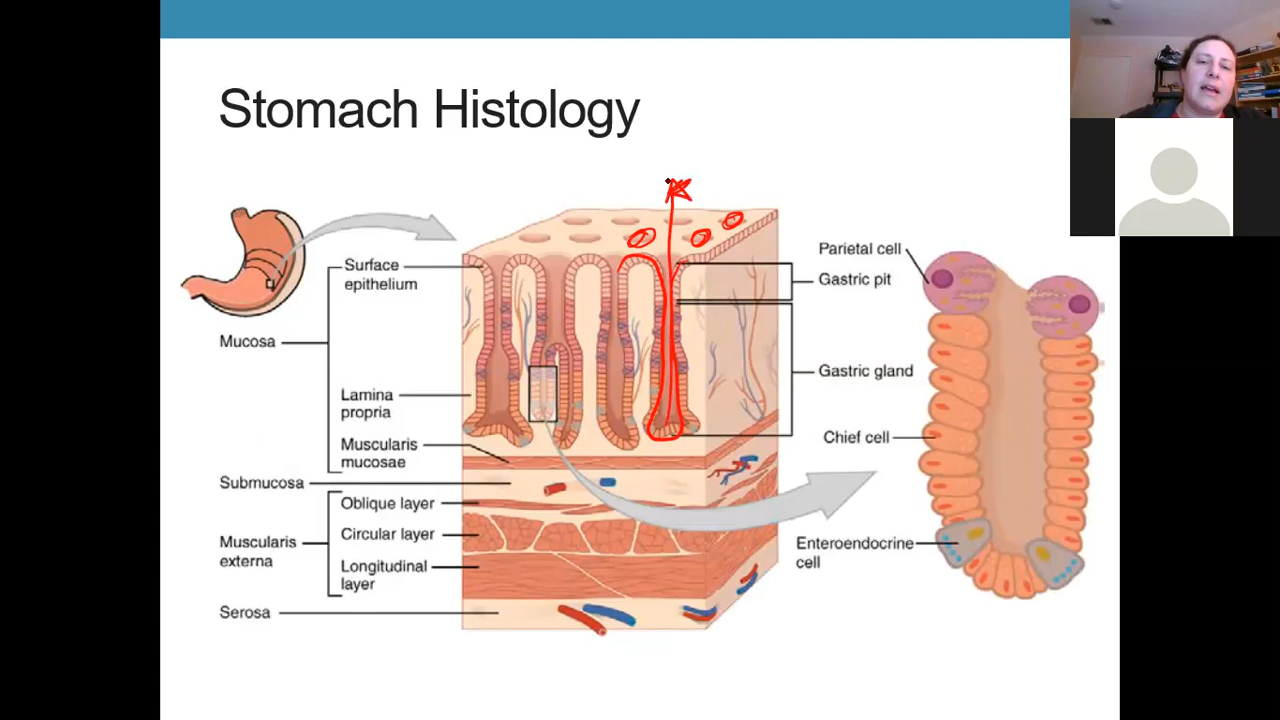 Stomach Histology
Surface
epithelium
Mucosa
Lamina
propria
Muscularis
mucosae
Submucosa
Oblique layer
Muscularis
externa
Circular layer
Longitudinal
layer
Serosa
Parietal cell
Gastric pit
Gastric gland
Chief cell
Enteroendocrine
cell